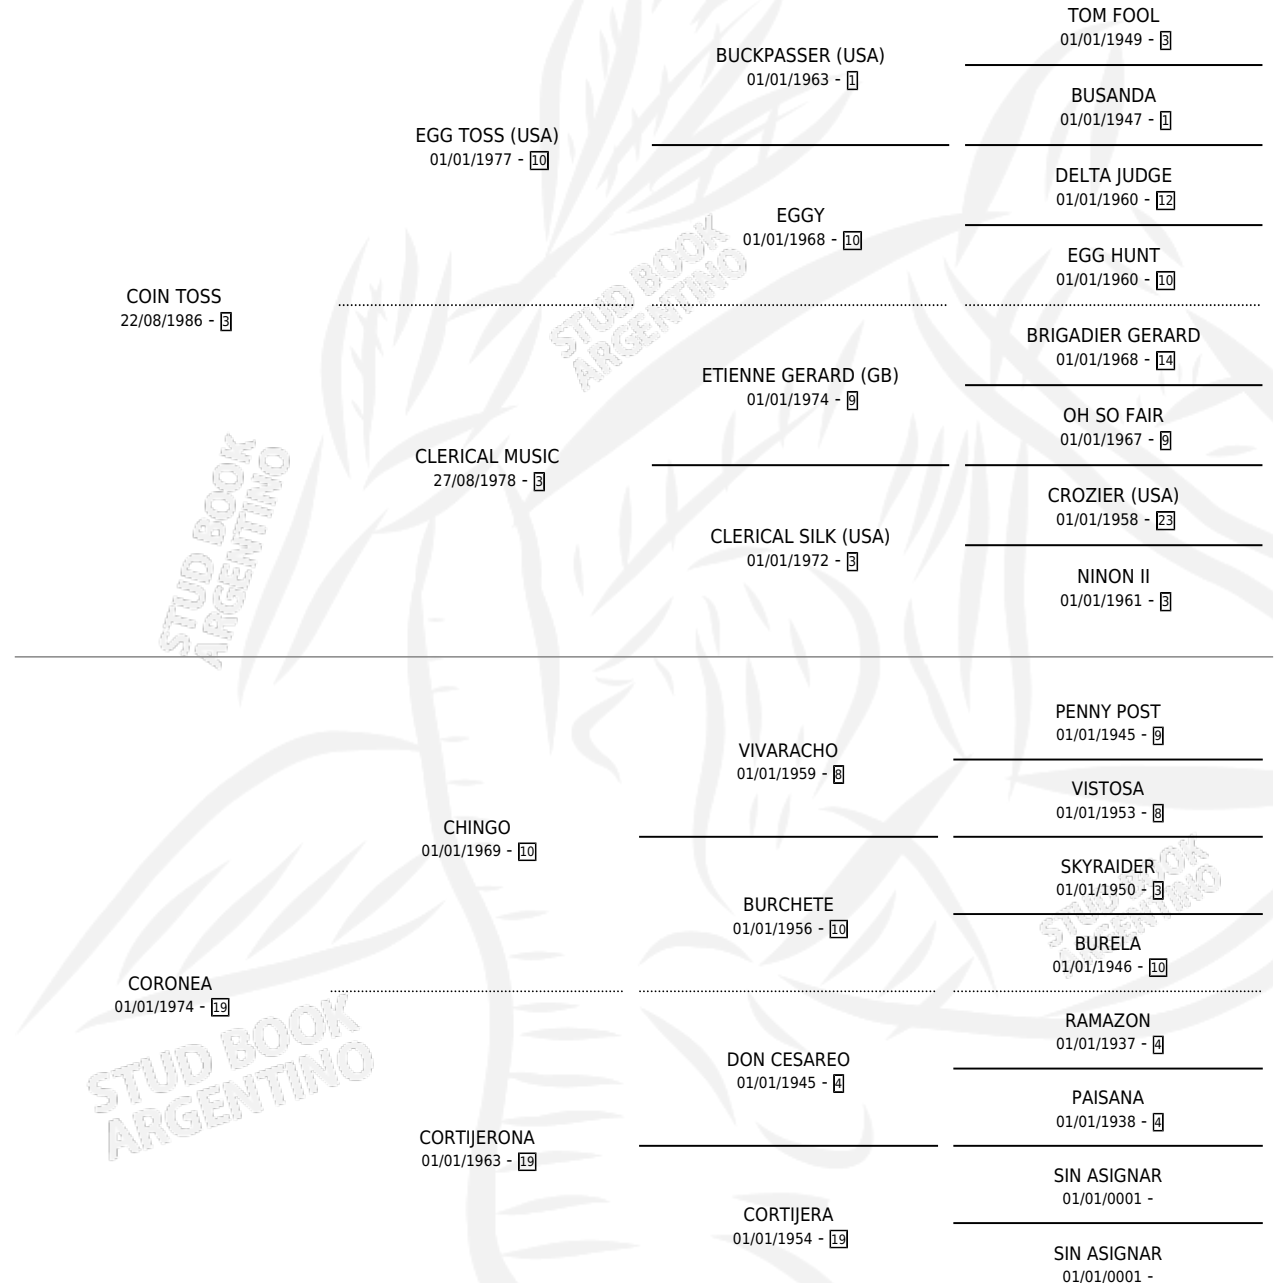 TOM FOOL
01/01/1949 - 3
BUCKPASSER (USA)
01/01/1963 - 1
BUSANDA
01/01/1947 - 1
EGG TOSS (USA)
01/01/1977 - 10
DELTA JUDGE
01/01/1960 - 12
EGGY
01/01/1968 - 10
EGG HUNT
01/01/1960 - 10
COIN TOSS
22/08/1986 - 3
STUD BOOK
ARGENTINO
BRIGADIER GERARD
01/01/1968 - 14
ETIENNE GERARD (GB)
01/01/1974 - 9
OH SO FAIR
01/01/1967 - 9
CLERICAL MUSIC
27/08/1978 - 3
CROZIER (USA)
01/01/1958 - 23
CLERICAL SILK (USA)
01/01/1972 - 3
NINON II
01/01/1961 - 3
STUD BOOK
ARGENTINO
PENNY POST
01/01/1945 - 9
VIVARACHO
01/01/1959 - 8
VISTOSA
01/01/1953 - 8
CHINGO
01/01/1969 - 10
SKYRAIDER
01/01/1950 - 3
BURCHETE
01/01/1956 - 10
BURELA
01/01/1946 - 10
STUD BOOK
ARGENTINO
CORONEA
01/01/1974 - 19
RAMAZON
01/01/1937 - 4
DON CESAREO
01/01/1945 - 4
PAISANA
01/01/1938 - 4
STUD BOOK
ARGENTINO
CORTIJERONA
01/01/1963 - 19
SIN ASIGNAR
01/01/0001 -
CORTIJERA
01/01/1954 - 19
SIN ASIGNAR
01/01/0001 -